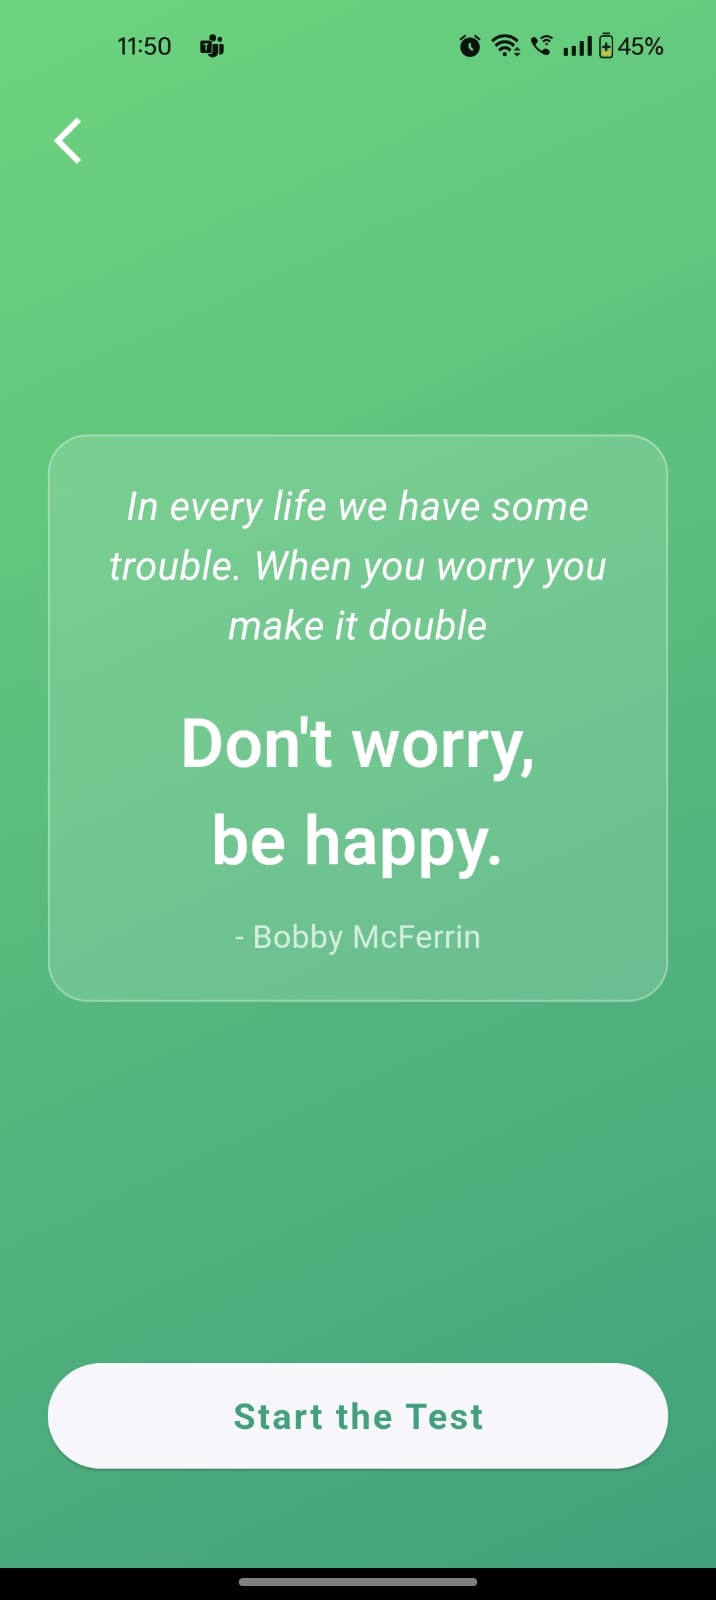 11:50
45%
In every life we have some
trouble. When you worry you
make it double
Don't worry,
be happy.
- Bobby McFerrin
Start the Test